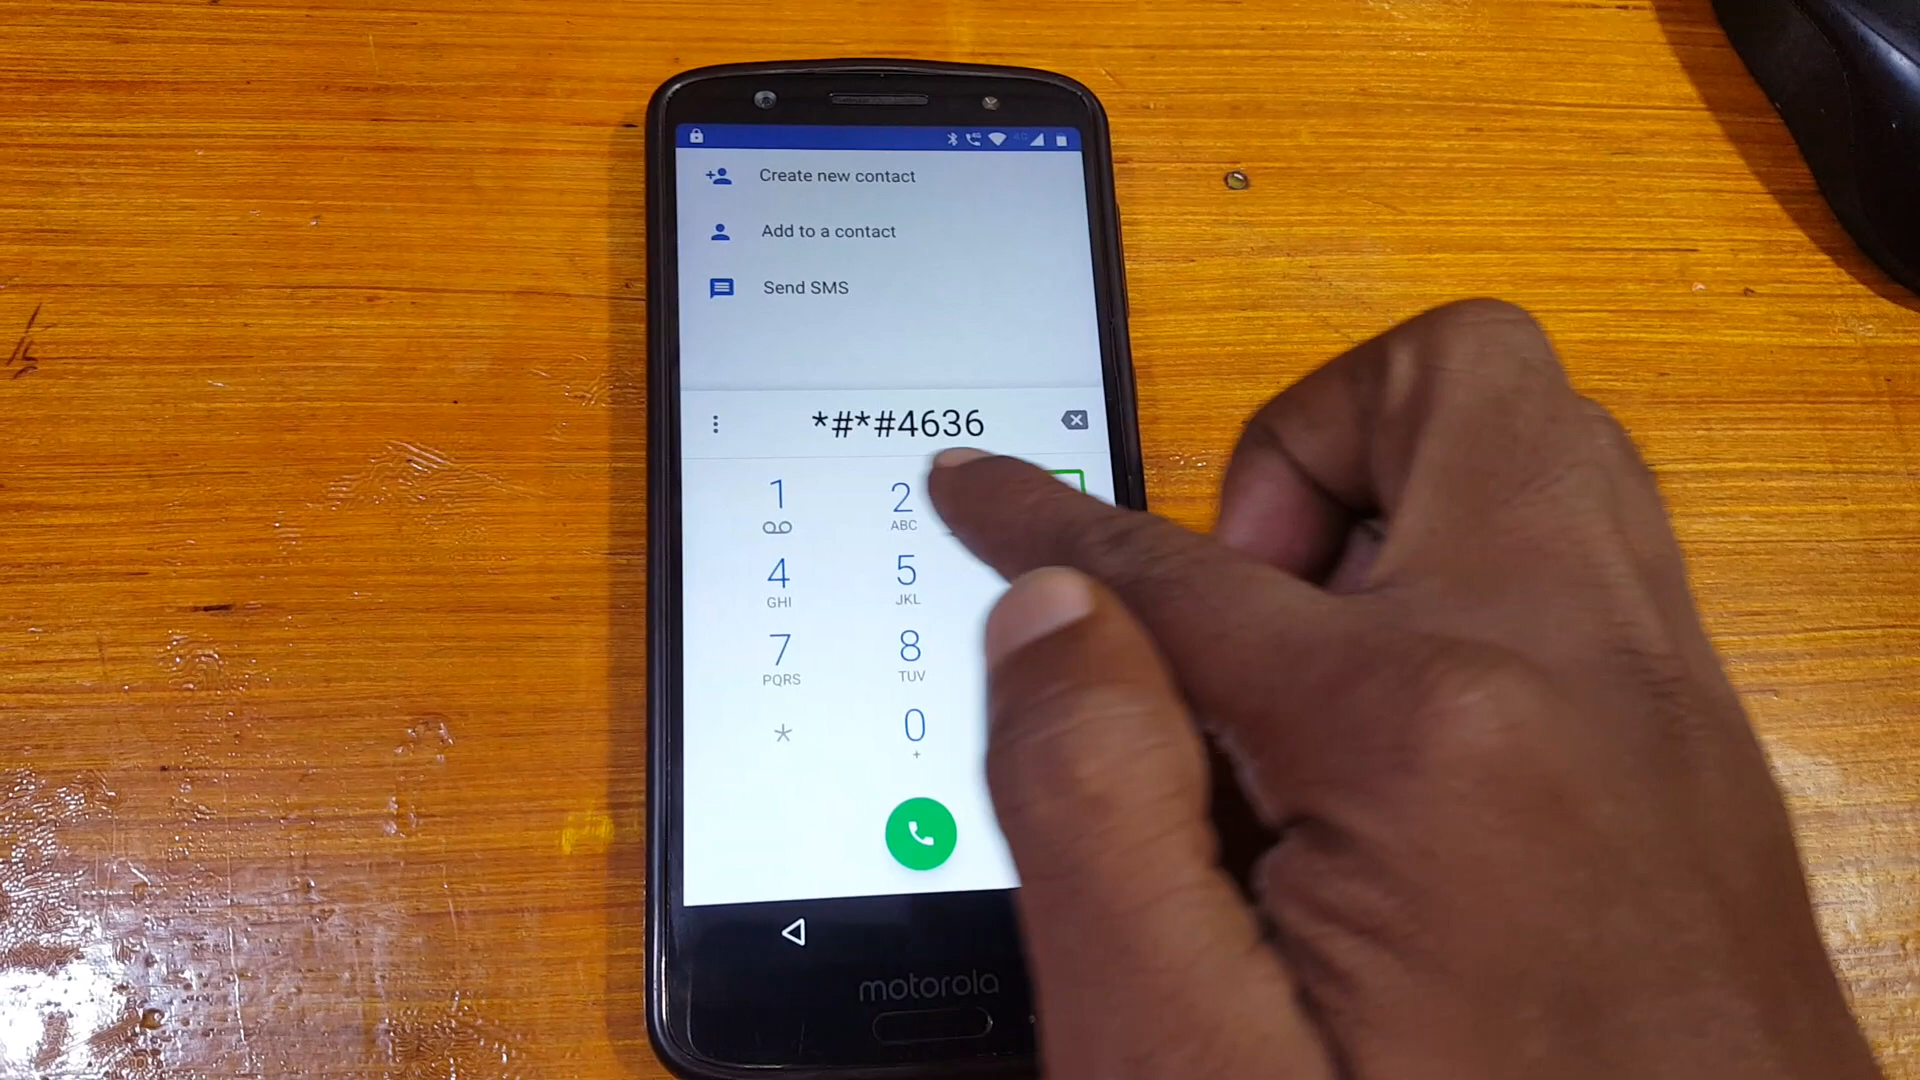 Create new contact
Add to a contact
Send SMS
*#*#4636
1 2
ABC
4 5
GHI JKL
7 8
PQRS TUV
* 0
+
motorola